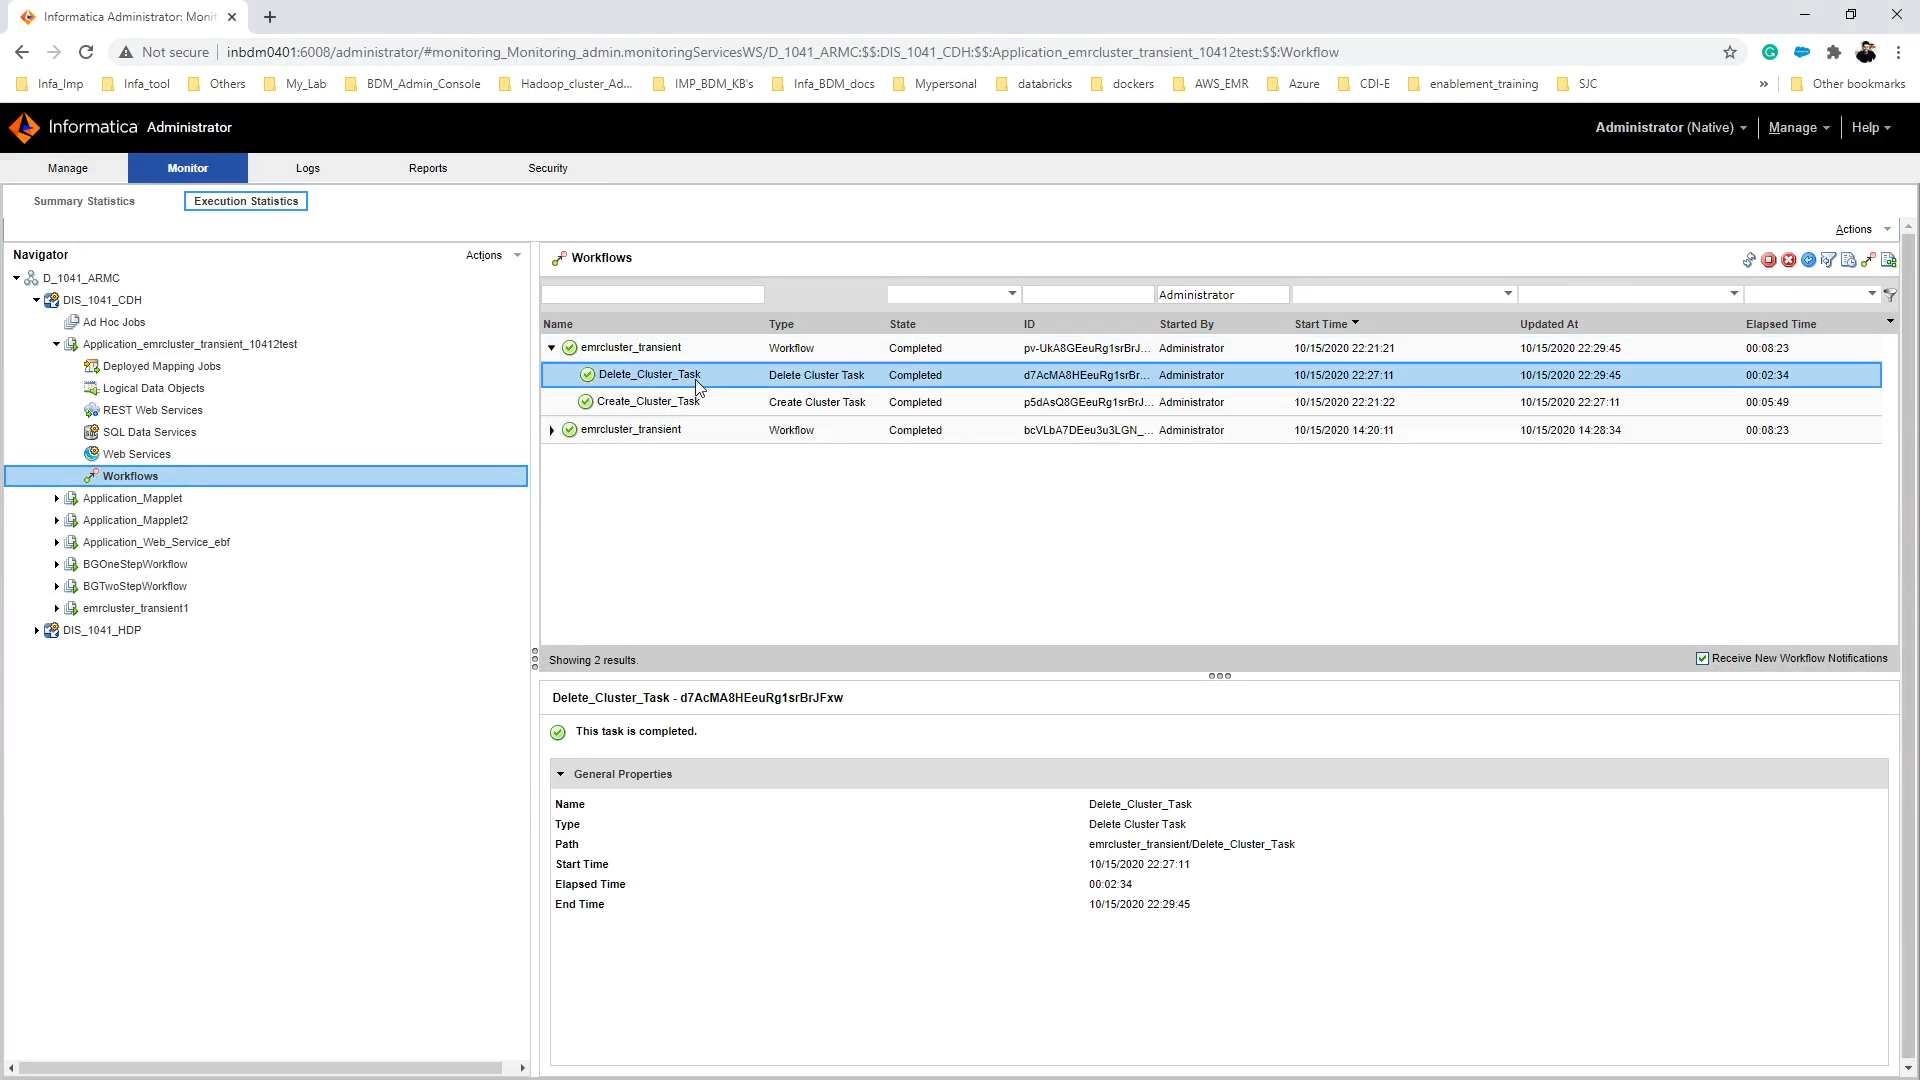 Informatica Administrator: Monit
Not secure inbdm0401:6008/administrator/#monitoring_Monitoring_admin.monitoringServicesWS/D_1041_ARMC:$$:DIS_1041_CDH:$$:Application_emrcluster_transient_10412test:$$:Workflow
Infa_Imp Infa_tool Others My_Lab BDM_Admin_Console Hadoop_cluster_Ad... IMP_BDM_KB's Infa_BDM_docs Mypersonal databricks dockers AWS_EMR Azure CDI-E enablement_training SJC » Other bookmarks
Informatica Administrator Administrator (Native) Manage Help
Manage Monitor Logs Reports Security
Summary Statistics Execution Statistics
Actions
Navigator Actions
D_1041_ARMC
DIS_1041_CDH
Ad Hoc Jobs
Application_emrcluster_transient_10412test
Deployed Mapping Jobs
Logical Data Objects
REST Web Services
SQL Data Services
Web Services
Workflows
Application_Mapplet
Application_Mapplet2
Application_Web_Service_ebf
BGOneStepWorkflow
BGTwoStepWorkflow
emrcluster_transient1
DIS_1041_HDP
Workflows
Administrator
Name Type State ID Started By Start Time Updated At Elapsed Time
emrcluster_transient Workflow Completed pv-UkA8GEeuRg1srBrJ... Administrator 10/15/2020 22:21:21 10/15/2020 22:29:45 00:08:23
Delete_Cluster_Task Delete Cluster Task Completed d7AcMA8HEeuRg1srBr... Administrator 10/15/2020 22:27:11 10/15/2020 22:29:45 00:02:34
Create_Cluster_Task Create Cluster Task Completed p5dAsQ8GEeuRg1srBrJ... Administrator 10/15/2020 22:21:22 10/15/2020 22:27:11 00:05:49
emrcluster_transient Workflow Completed bcVLbA7DEeu3u3LGN_... Administrator 10/15/2020 14:20:11 10/15/2020 14:28:34 00:08:23
Showing 2 results. Receive New Workflow Notifications
Delete_Cluster_Task - d7AcMA8HEeuRg1srBrJFxw
This task is completed.
General Properties
Name Delete_Cluster_Task
Type Delete Cluster Task
Path emrcluster_transient/Delete_Cluster_Task
Start Time 10/15/2020 22:27:11
Elapsed Time 00:02:34
End Time 10/15/2020 22:29:45